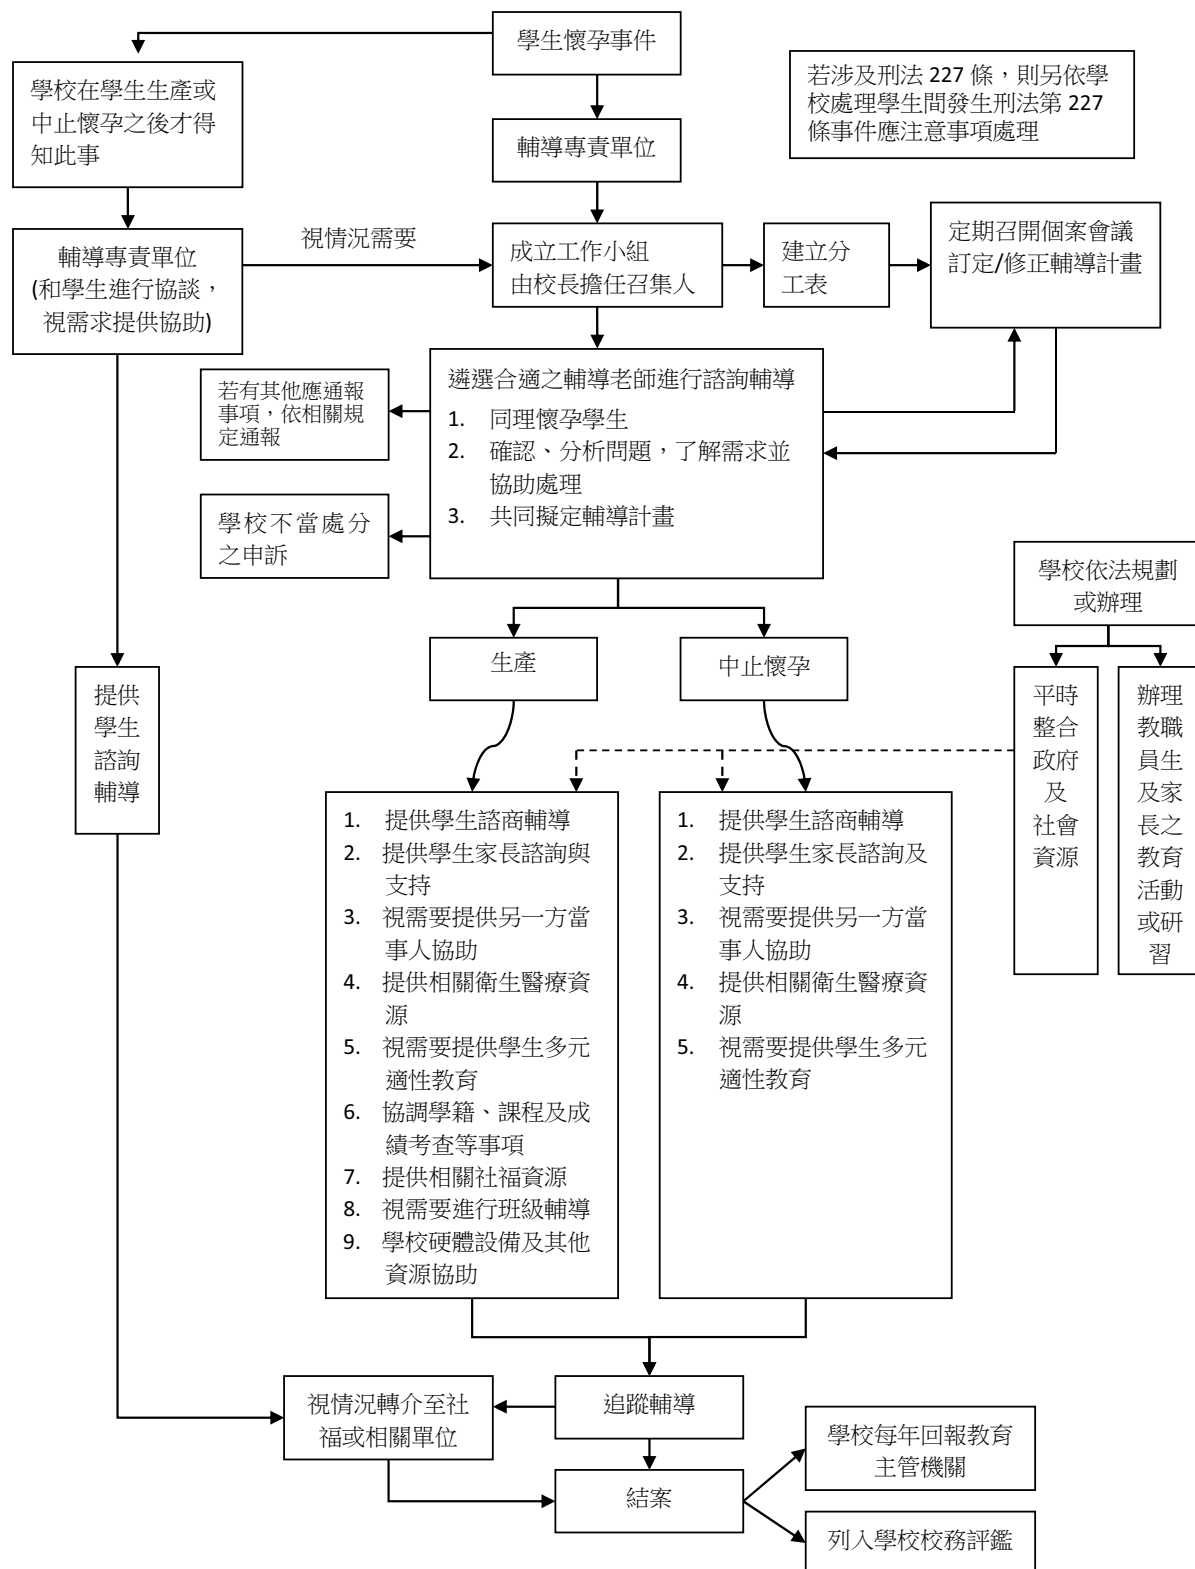 學生懷孕事件
學校在學生生產或
中止懷孕之後才得
知此事
若涉及刑法 227 條，則另依學
校處理學生間發生刑法第 227
條事件應注意事項處理
輔導專責單位
輔導專責單位
(和學生進行協談，
視需求提供協助)
視情況需要
成立工作小組
由校長擔任召集人
建立分
工表
定期召開個案會議
訂定/修正輔導計畫
若有其他應通報
事項，依相關規
定通報
遴選合適之輔導老師進行諮詢輔導
1. 同理懷孕學生
2. 確認、分析問題，了解需求並
協助處理
3. 共同擬定輔導計畫
學校不當處分
之申訴
學校依法規劃
或辦理
生產
中止懷孕
提供
學生
諮詢
輔導
平時
整合
政府
及
社會
資源
辦理
教職
員生
及家
長之
教育
活動
或研
習
1. 提供學生諮商輔導
2. 提供學生家長諮詢與
支持
3. 視需要提供另一方當
事人協助
4. 提供相關衛生醫療資
源
5. 視需要提供學生多元
適性教育
6. 協調學籍、課程及成
績考查等事項
7. 提供相關社福資源
8. 視需要進行班級輔導
9. 學校硬體設備及其他
資源協助
1. 提供學生諮商輔導
2. 提供學生家長諮詢及
支持
3. 視需要提供另一方當
事人協助
4. 提供相關衛生醫療資
源
5. 視需要提供學生多元
適性教育
視情況轉介至社
福或相關單位
追蹤輔導
結案
學校每年回報教育
主管機關
列入學校校務評鑑